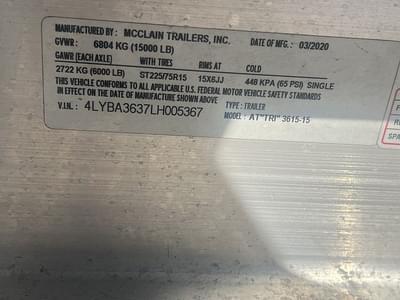 MANUFACTURED BY: MCCLAIN TRAILERS, INC. DATE OF MFG.: 03/2020
GVWR: 6804 KG (15000 LB)
GAWR (EACH AXLE) WITH TIRES RIMS AT COLD
2722 KG (6000 LB) ST225/75R15 15X6JJ 448 KPA (65 PSI) SINGLE
THIS VEHICLE CONFORMS TO ALL APPLICABLE U.S. FEDERAL MOTOR VEHICLE SAFETY STANDARDS
IN EFFECT ON THE DATE OF MANUFACTURE SHOWN ABOVE. TYPE: TRAILER
V.I.N.: 4LYBA3637LH005367 MODEL: AT"TRI" 3615-15
SPA